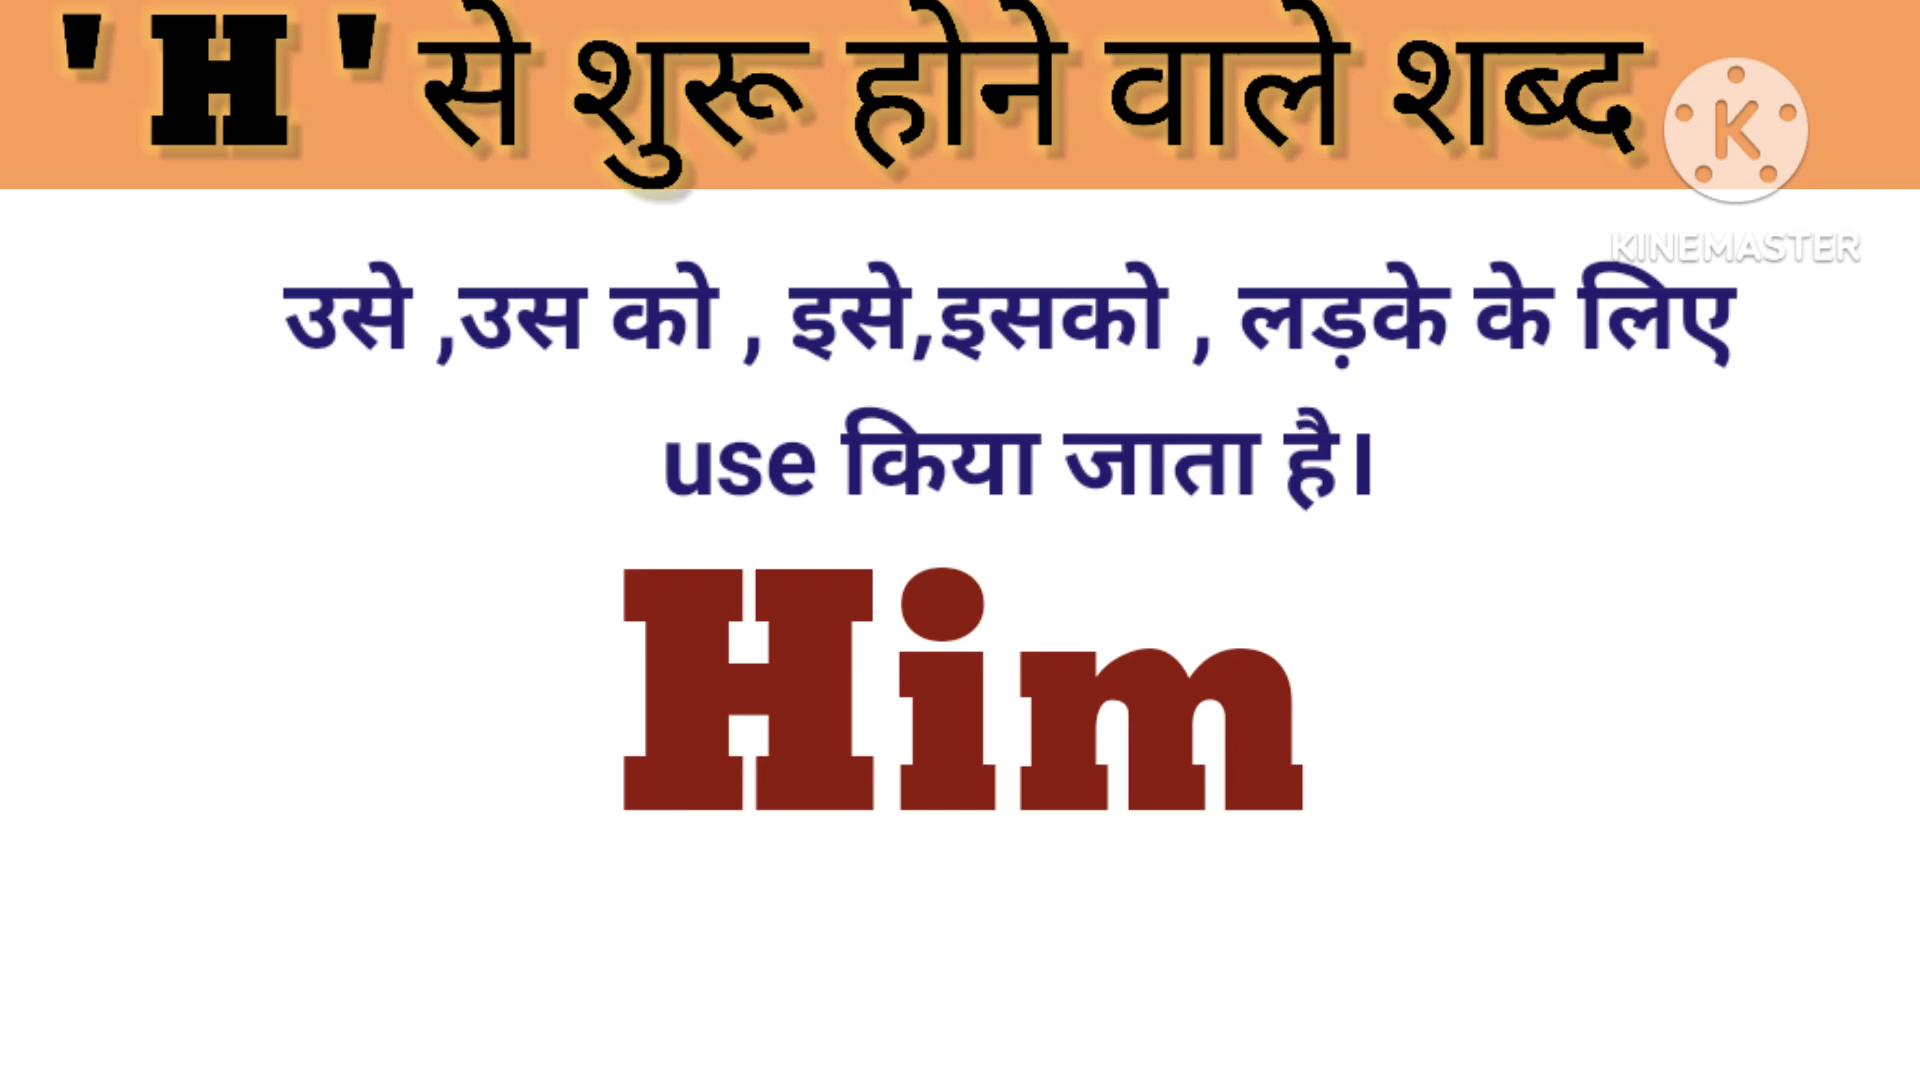 ' H ' से शुरू होने वाले शब्द
K
KINEMASTER
उसे ,उस को , इसे,इसको , लड़के के लिए
use किया जाता है।
Him